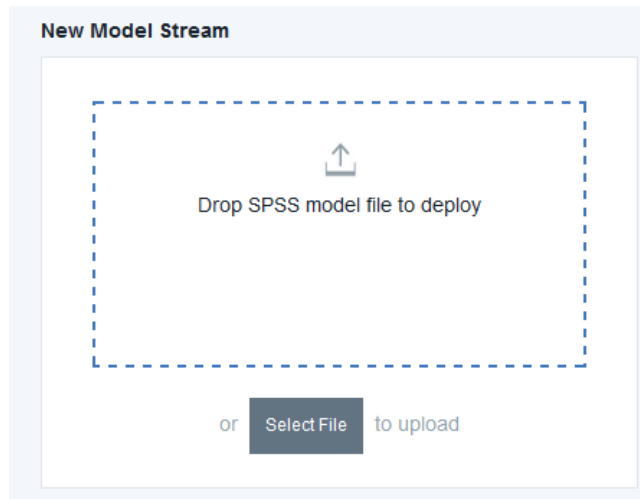 New Model Stream
Drop SPSS model file to deploy
or Select File to upload